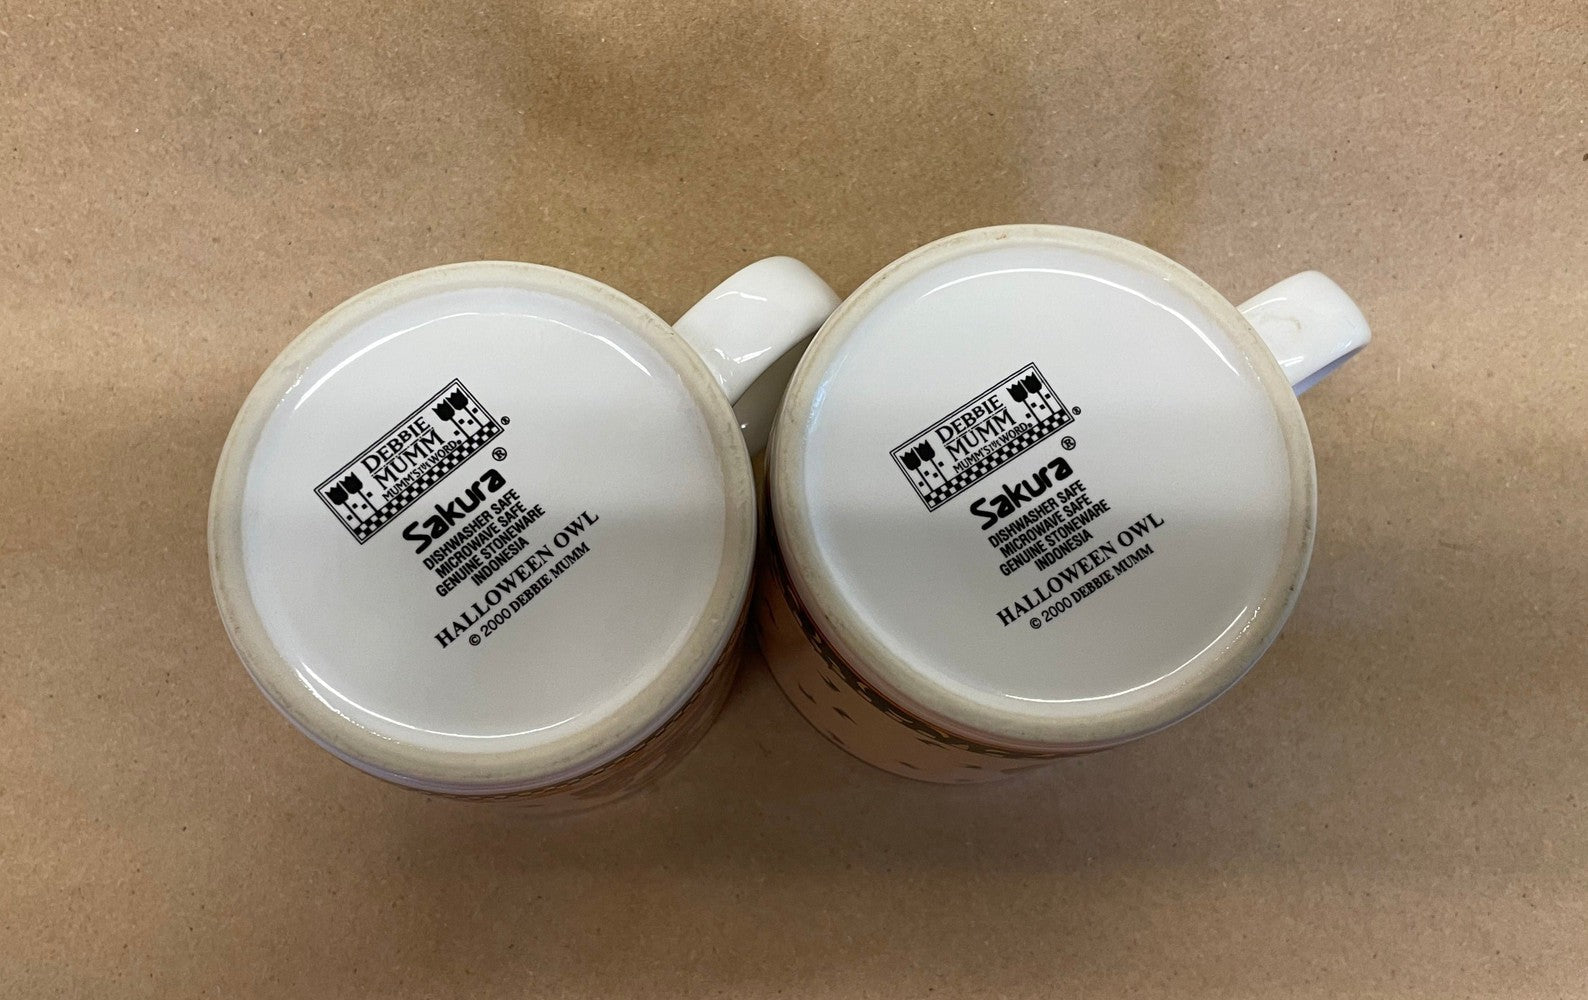 DEBBIE
MUMM®
MUMM'S THE WORD®
Sakura®
DISHWASHER SAFE
MICROWAVE SAFE
GENUINE STONEWARE
INDONESIA
HALLOWEEN OWL
© 2000 DEBBIE MUMM
DEBBIE
MUMM®
MUMM'S THE WORD®
Sakura®
DISHWASHER SAFE
MICROWAVE SAFE
GENUINE STONEWARE
INDONESIA
HALLOWEEN OWL
© 2000 DEBBIE MUMM